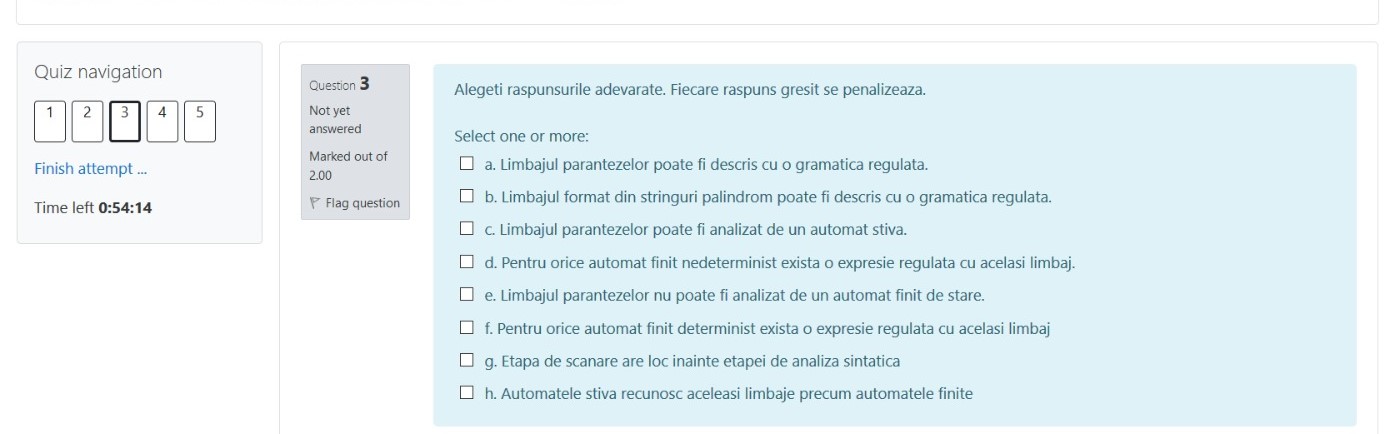 Quiz navigation
1 2 3 4 5
Finish attempt ...
Time left 0:54:14
Question 3
Not yet
answered
Marked out of
2.00
Flag question
Alegeti raspunsurile adevarate. Fiecare raspuns gresit se penalizeaza.
Select one or more:
a. Limbajul parantezelor poate fi descris cu o gramatica regulata.
b. Limbajul format din stringuri palindrom poate fi descris cu o gramatica regulata.
c. Limbajul parantezelor poate fi analizat de un automat stiva.
d. Pentru orice automat finit nedeterminist exista o expresie regulata cu acelasi limbaj.
e. Limbajul parantezelor nu poate fi analizat de un automat finit de stare.
f. Pentru orice automat finit determinist exista o expresie regulata cu acelasi limbaj
g. Etapa de scanare are loc inainte etapei de analiza sintatica
h. Automatele stiva recunosc aceleasi limbaje precum automatele finite